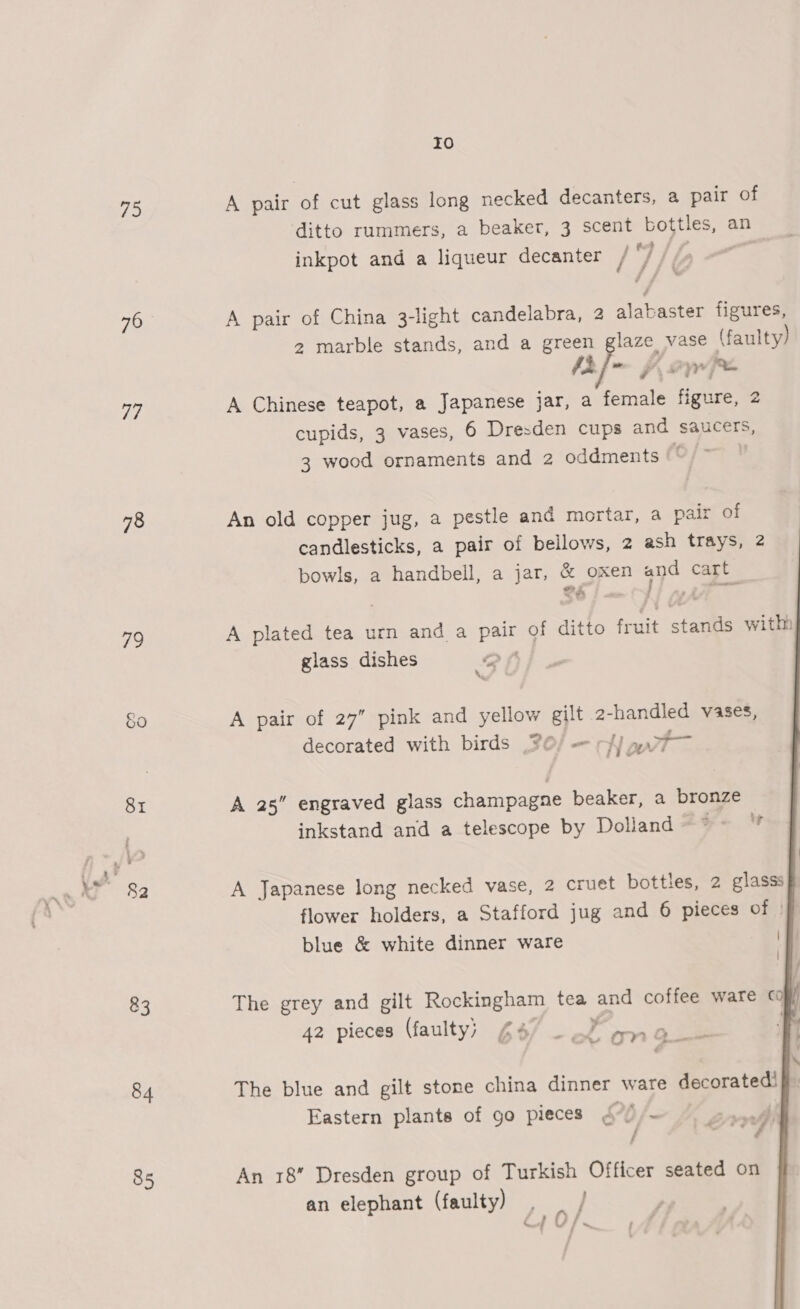 10
75 A pair of cut glass long necked decanters, a pair of
ditto rummers, a beaker, 3 scent bottles, an
inkpot and a liqueur decanter
76 A pair of China 3-light candelabra, 2 alabaster figures,
2 marble stands, and a green glaze vase (faulty)
77 A Chinese teapot, a Japanese jar, a female figure, 2
cupids, 3 vases, 6 Dresden cups and saucers,
3 wood ornaments and 2 oddments
78 An old copper jug, a pestle and mortar, a pair of
candlesticks, a pair of bellows, 2 ash trays, 2
bowls, a handbell, a jar, & oxen and cart
79 A plated tea urn and a pair of ditto fruit stands with
glass dishes
80 A pair of 27" pink and yellow gilt 2-handled vases,
decorated with birds 30/-
81 A 25" engraved glass champagne beaker, a bronze
inkstand and a telescope by Dolland
82 A Japanese long necked vase, 2 cruet bottles, 2 glass
flower holders, a Stafford jug and 6 pieces of
blue & white dinner ware
83 The grey and gilt Rockingham tea and coffee ware
42 pieces (faulty)
84 The blue and gilt stone china dinner ware decorated
Eastern plants of 90 pieces
85 An 18" Dresden group of Turkish Officer seated on
an elephant (faulty)
40/-